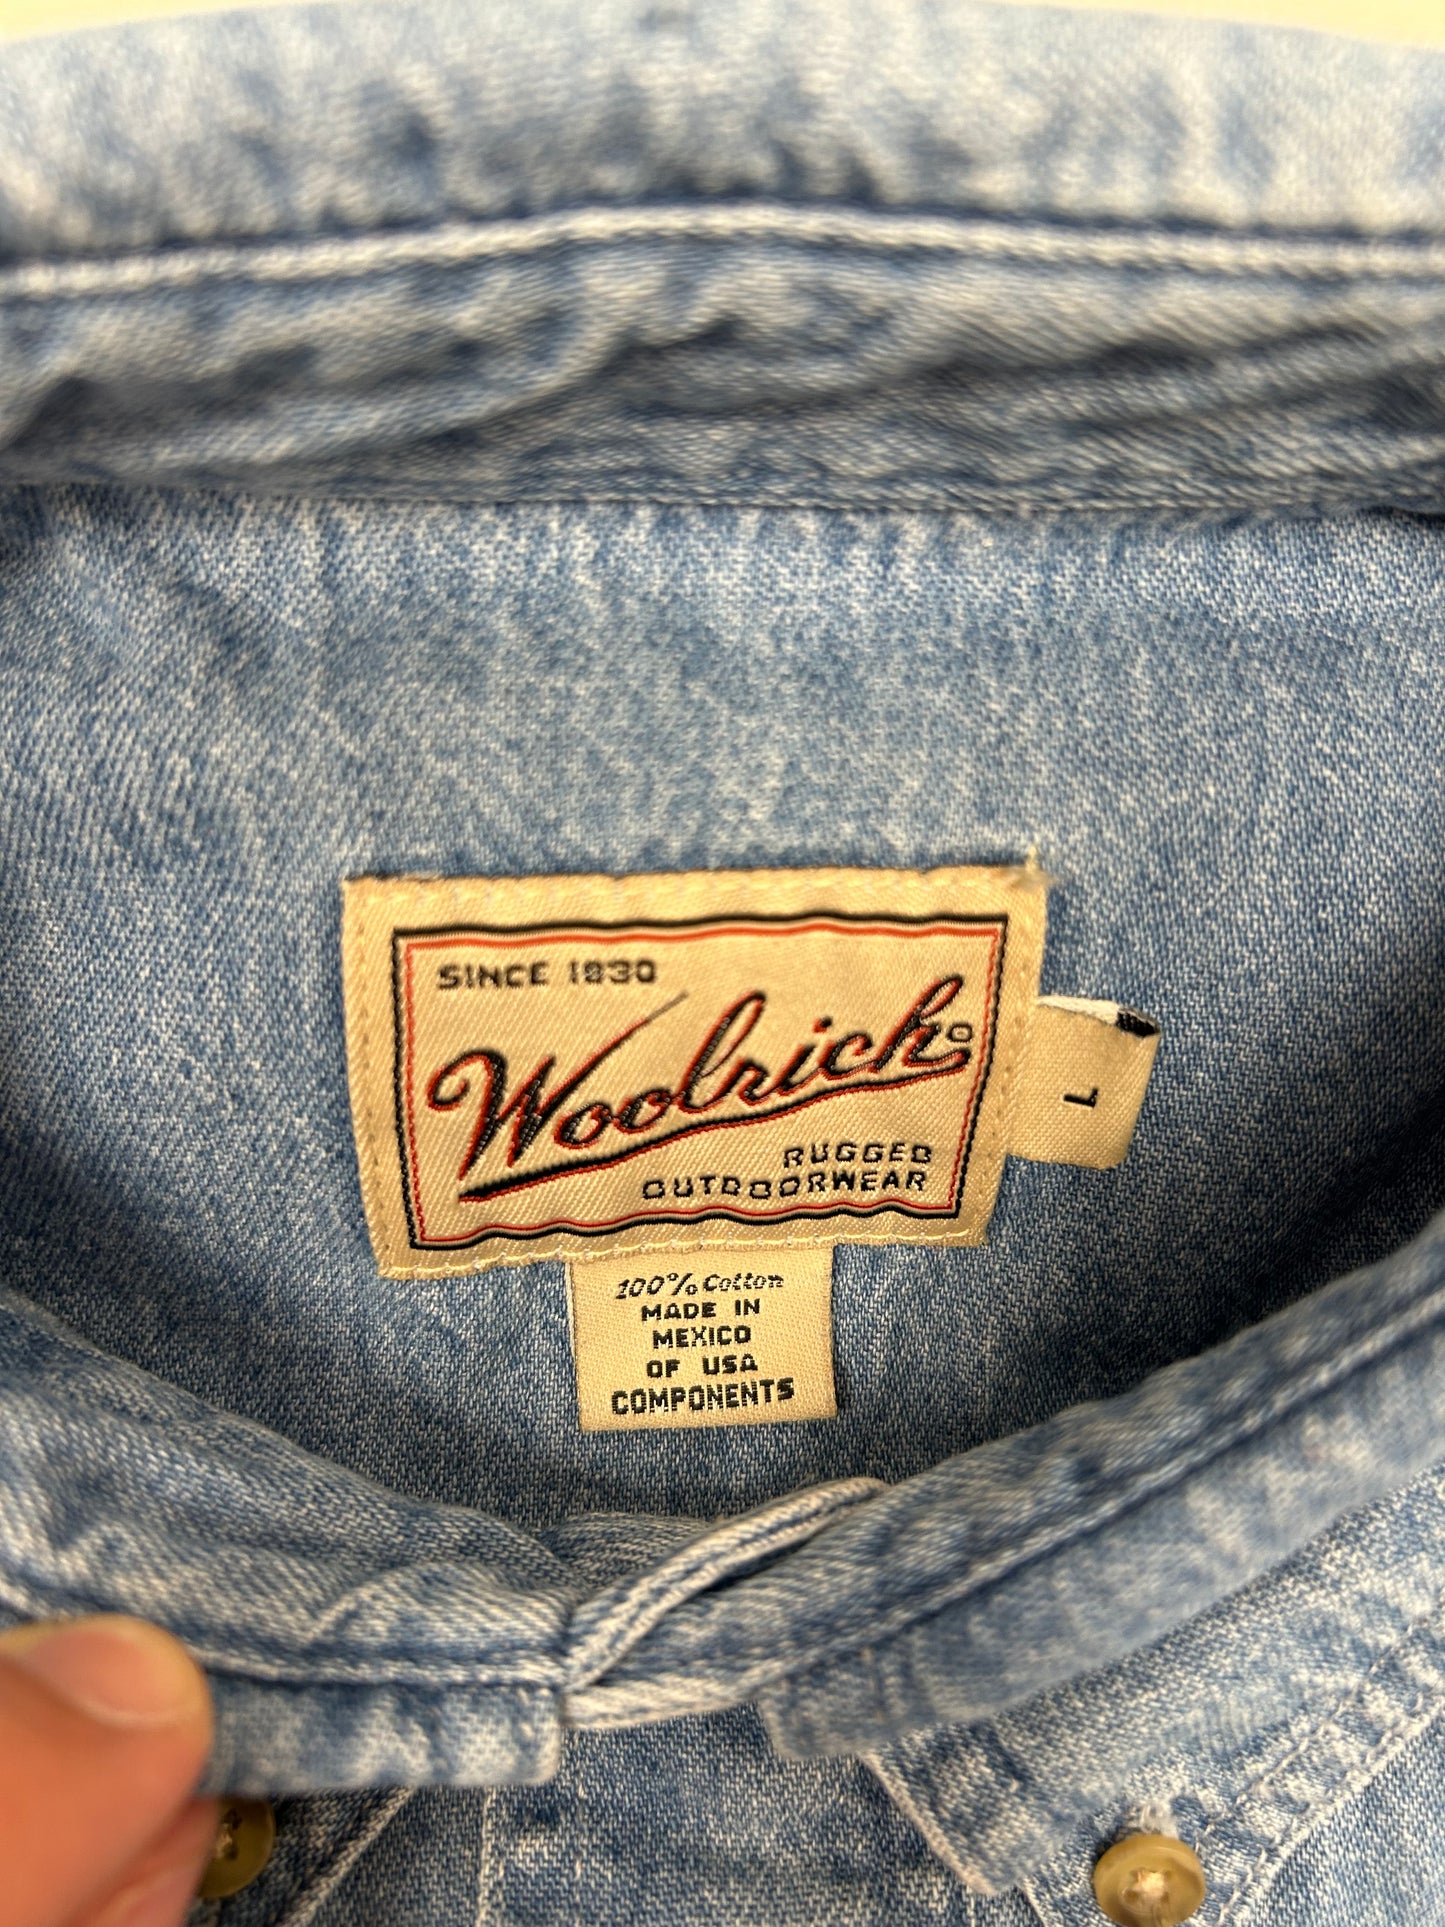 SINCE 1830
Woolrich
RUGGED
OUTDOORWEAR
L
100% Cotton
MADE IN
MEXICO
OF USA
COMPONENTS